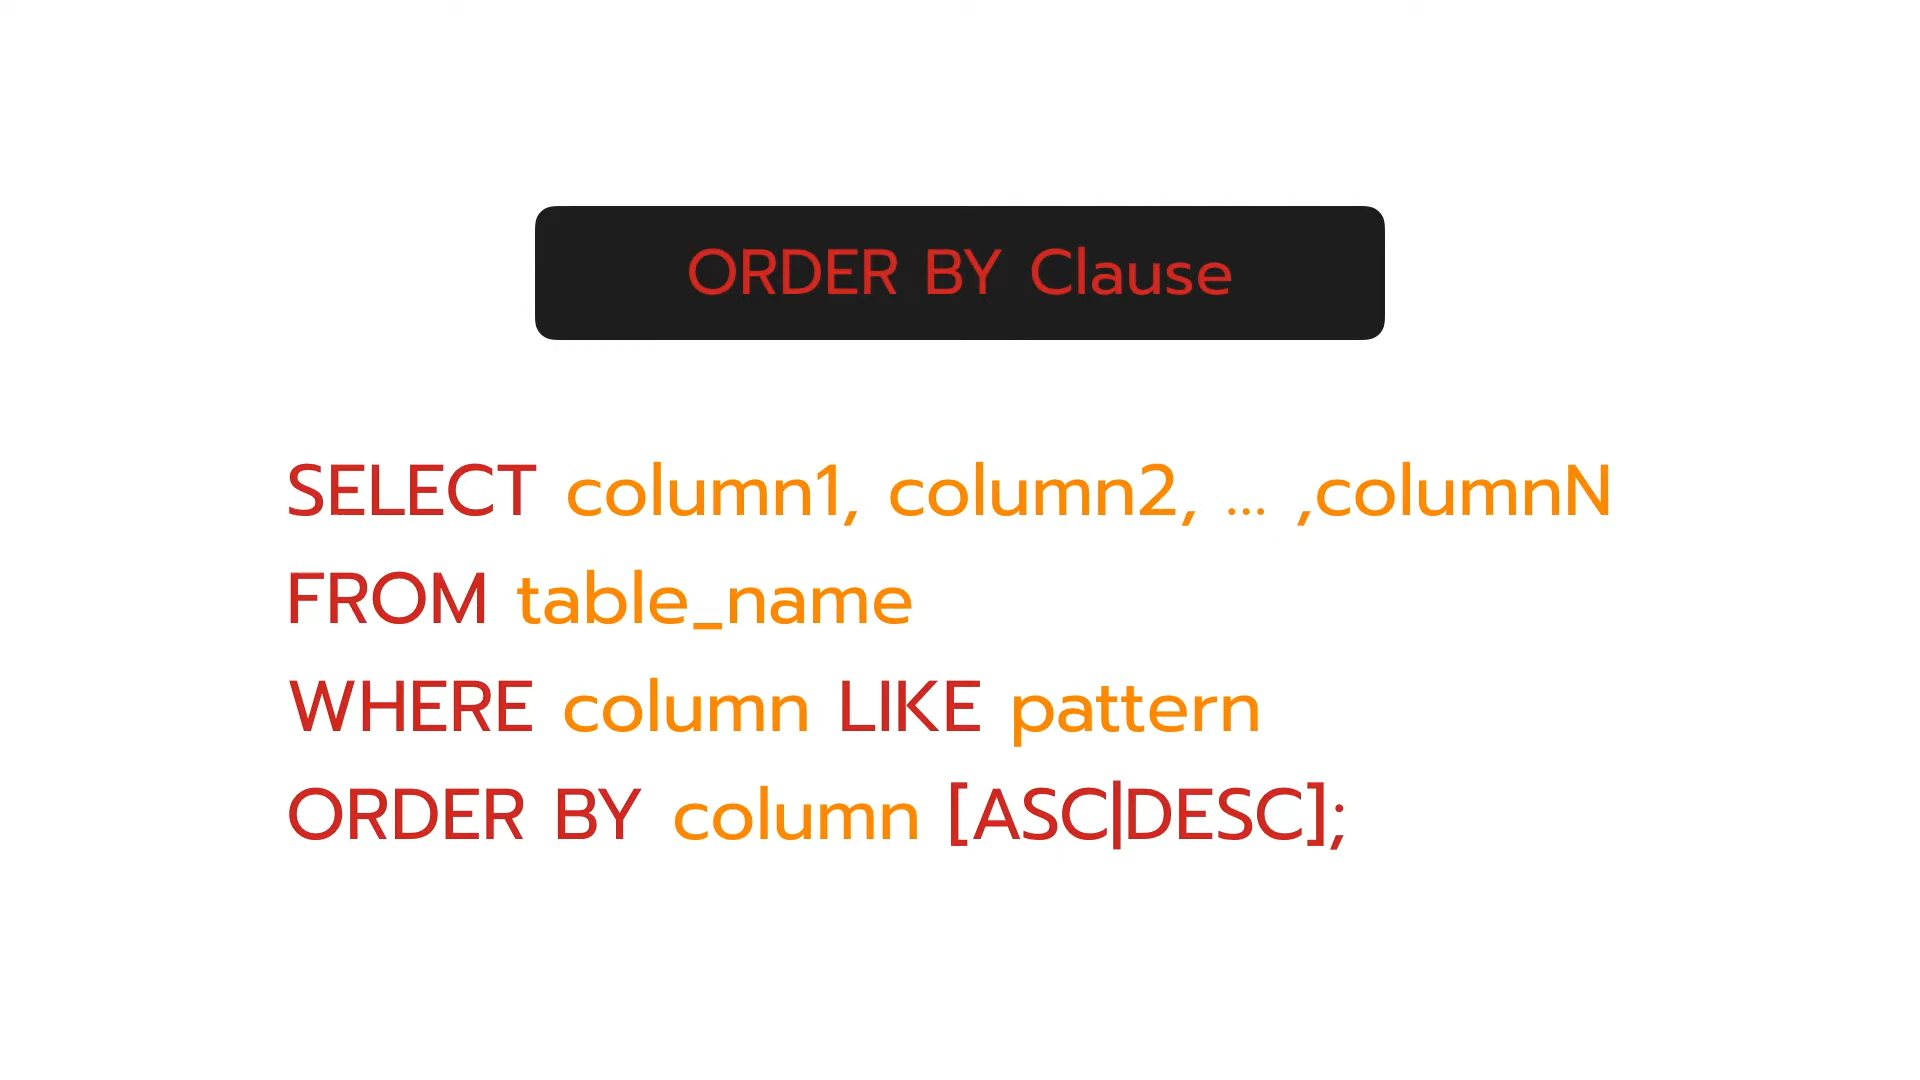 ORDER BY Clause
SELECT column1, column2, ... ,columnN
FROM table_name
WHERE column LIKE pattern
ORDER BY column [ASC|DESC];